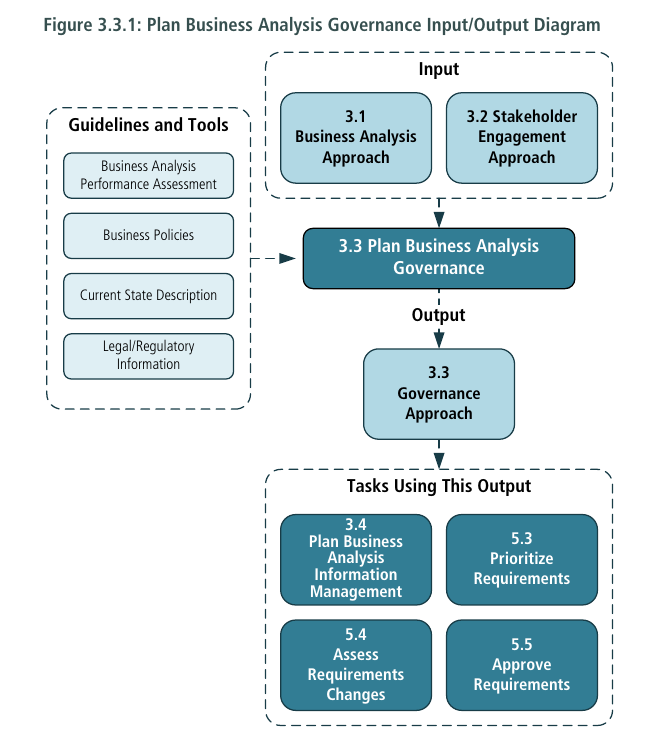 Figure 3.3.1: Plan Business Analysis Governance Input/Output Diagram
Input
3.1
Business Analysis
Approach
3.2 Stakeholder
Engagement
Approach
Guidelines and Tools
Business Analysis
Performance Assessment
Business Policies
Current State Description
Legal/Regulatory
Information
3.3 Plan Business Analysis
Governance
Output
3.3
Governance
Approach
Tasks Using This Output
3.4
Plan Business
Analysis
Information
Management
5.3
Prioritize
Requirements
5.4
Assess
Requirements
Changes
5.5
Approve
Requirements